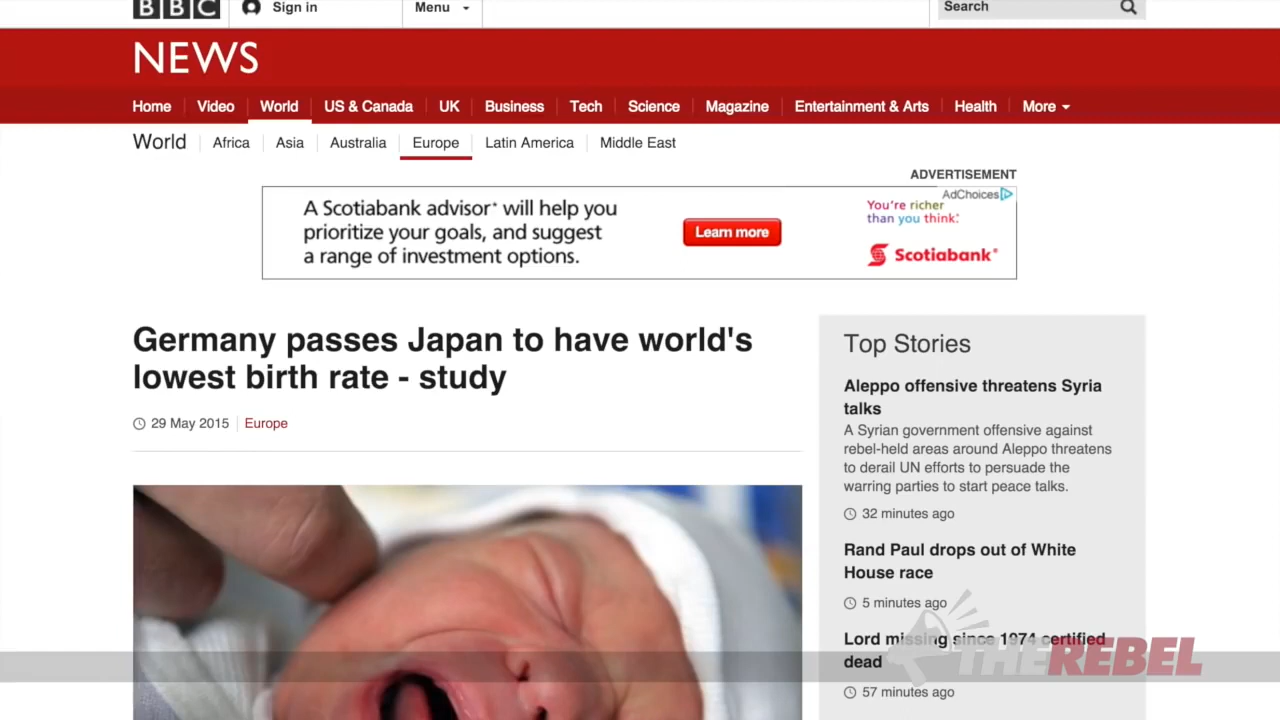 BBC
Sign in
Menu
Search
NEWS
Home
Video
World
US & Canada
UK
Business
Tech
Science
Magazine
Entertainment & Arts
Health
More
World
Africa
Asia
Australia
Europe
Latin America
Middle East
ADVERTISEMENT
AdChoices
A Scotiabank advisor* will help you
prioritize your goals, and suggest
a range of investment options.
Learn more
You're richer
than you think.*
Scotiabank*
Germany passes Japan to have world's
lowest birth rate - study
29 May 2015
Europe
Top Stories
Aleppo offensive threatens Syria
talks
A Syrian government offensive against
rebel-held areas around Aleppo threatens
to derail UN efforts to persuade the
warring parties to start peace talks.
32 minutes ago
Rand Paul drops out of White
House race
5 minutes ago
Lord missing since 1974 certified
dead
57 minutes ago
THEREBEL